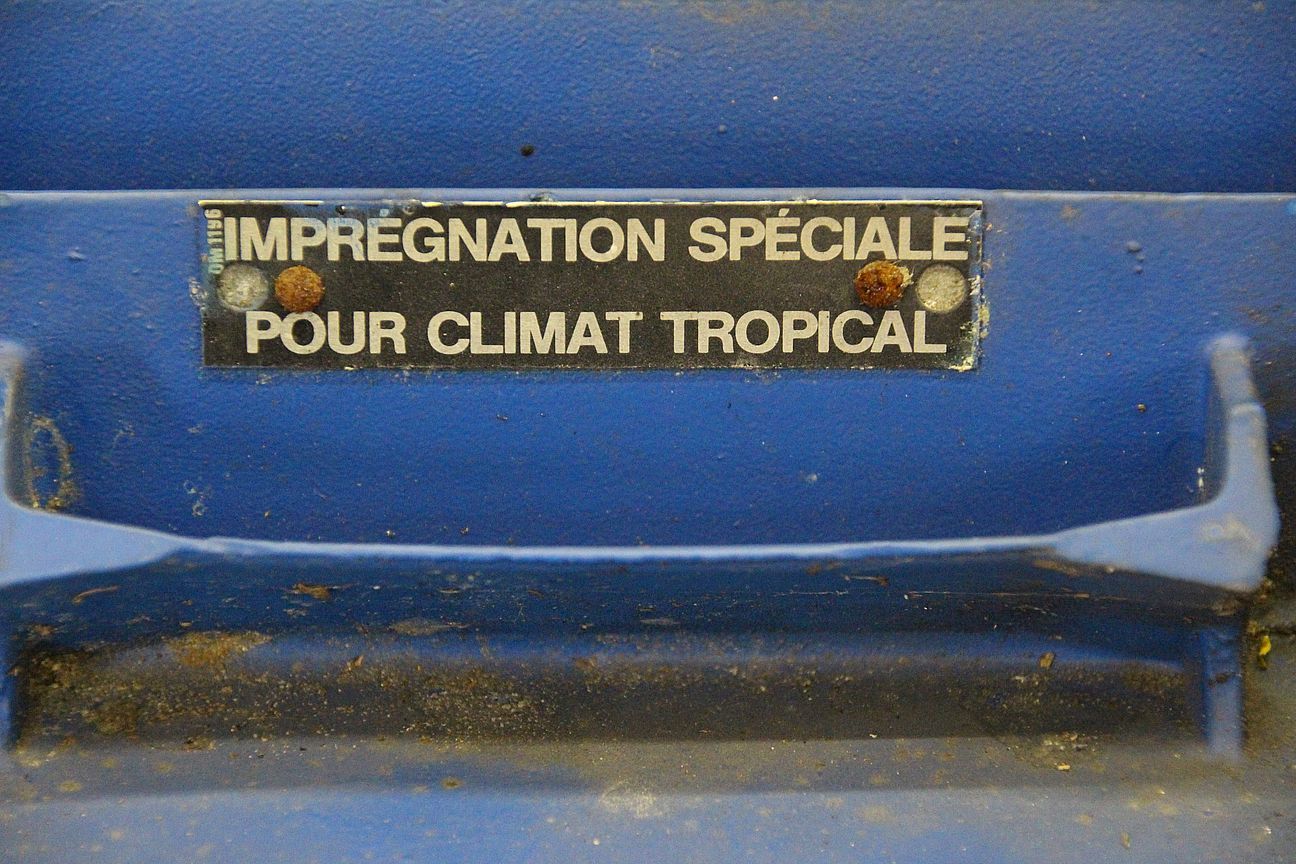 IMPRÉGNATION SPÉCIALE
POUR CLIMAT TROPICAL